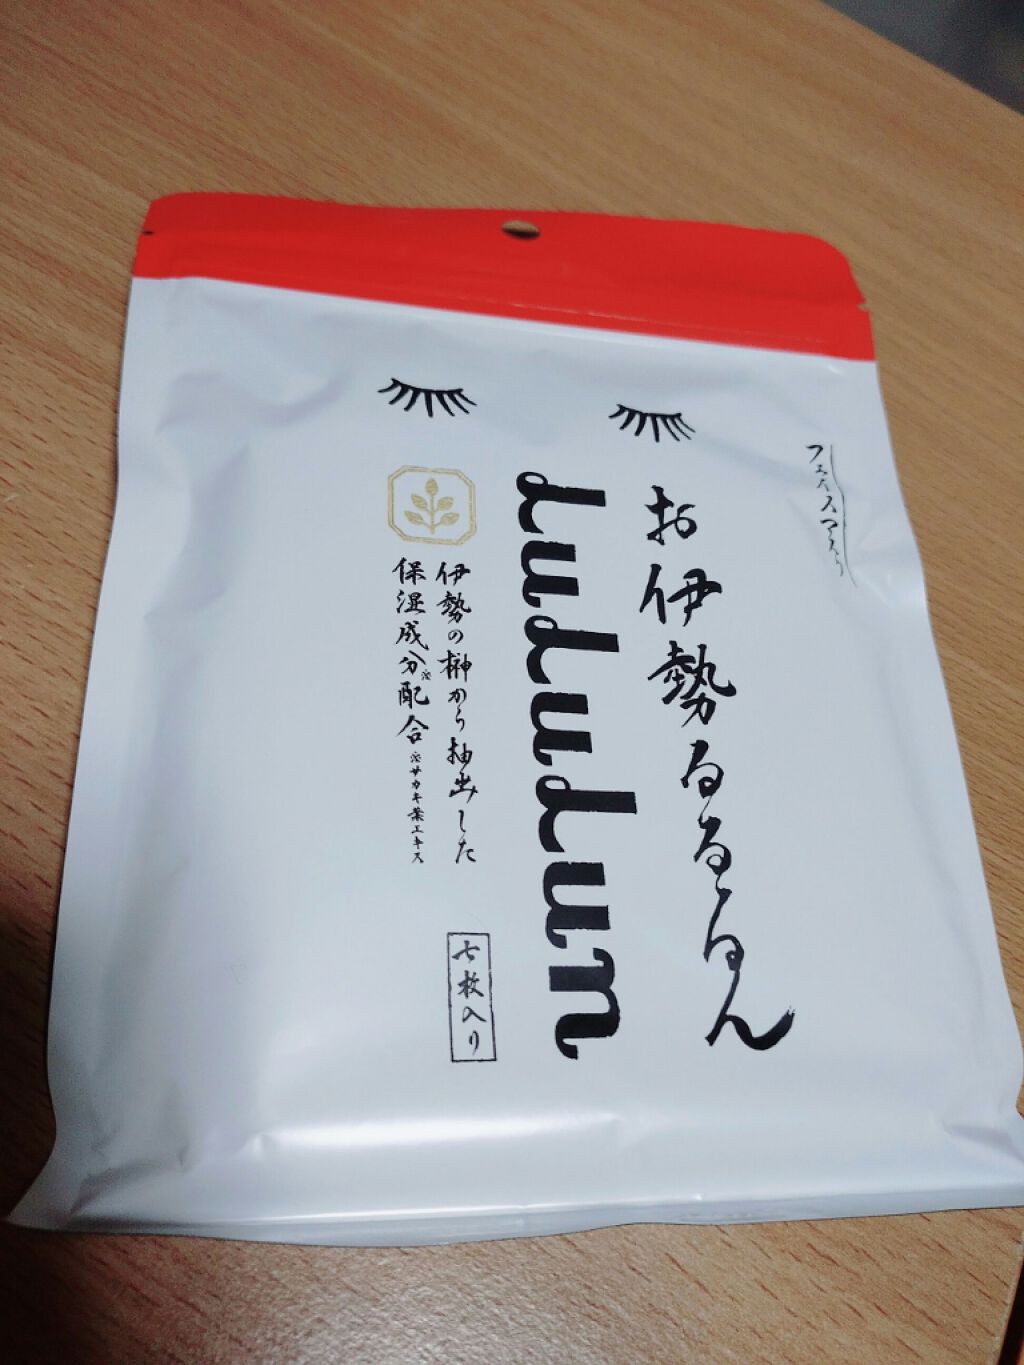 フェイスマスク
お伊勢るるるん
LuLuLun
伊勢の榊から抽出した
保湿成分※配合
※サカキ葉エキス
七枚入り